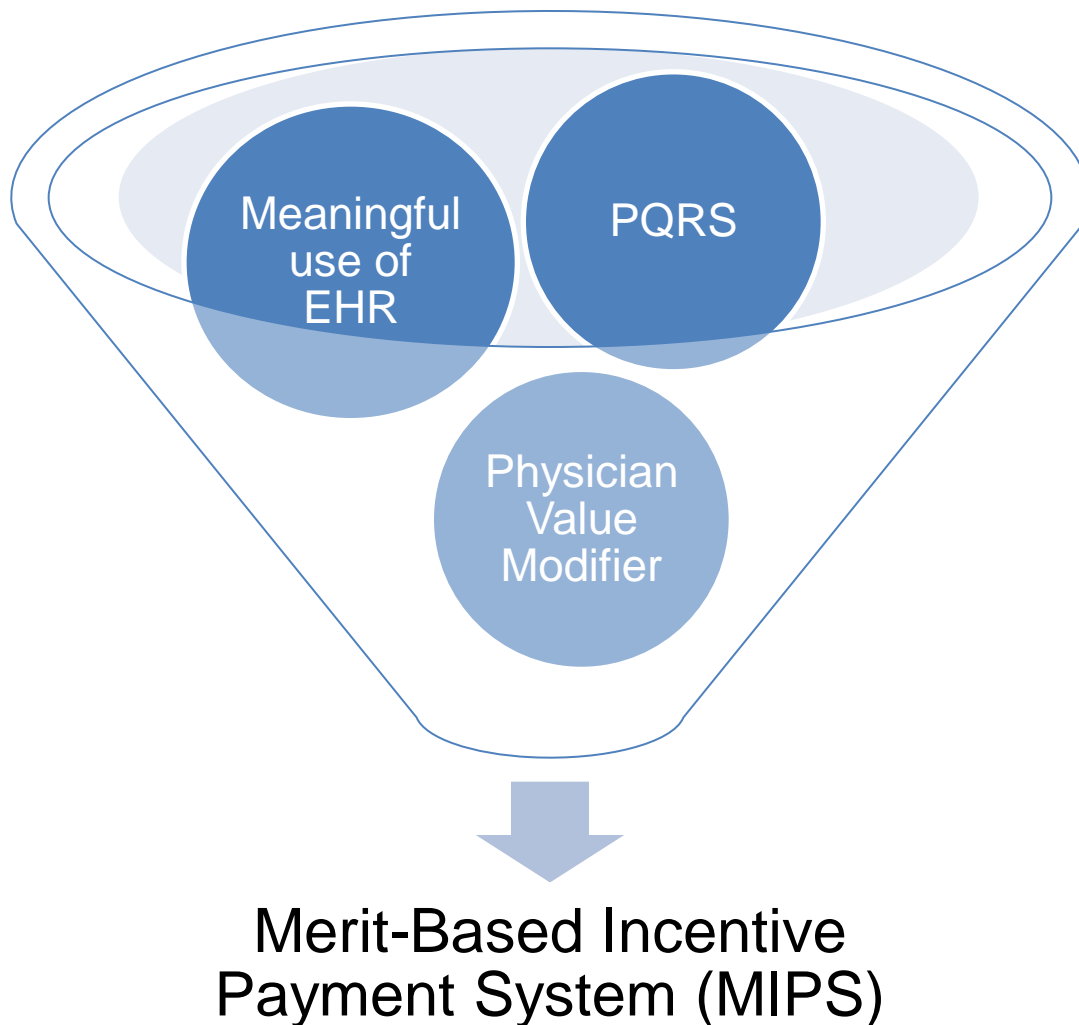 Meaningful
use of
EHR
PQRS
Physician
Value
Modifier
Merit-Based Incentive
Payment System (MIPS)